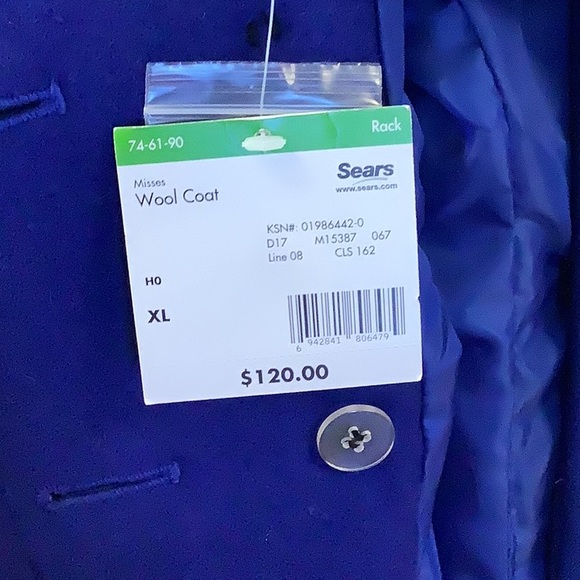 74-61-90 Rack
Misses
Wool Coat
Sears
www.sears.com
KSN#: 01986442-0
D17 M15387 067
Line 08 CLS 162
H0
XL
6 942841 806479
$120.00